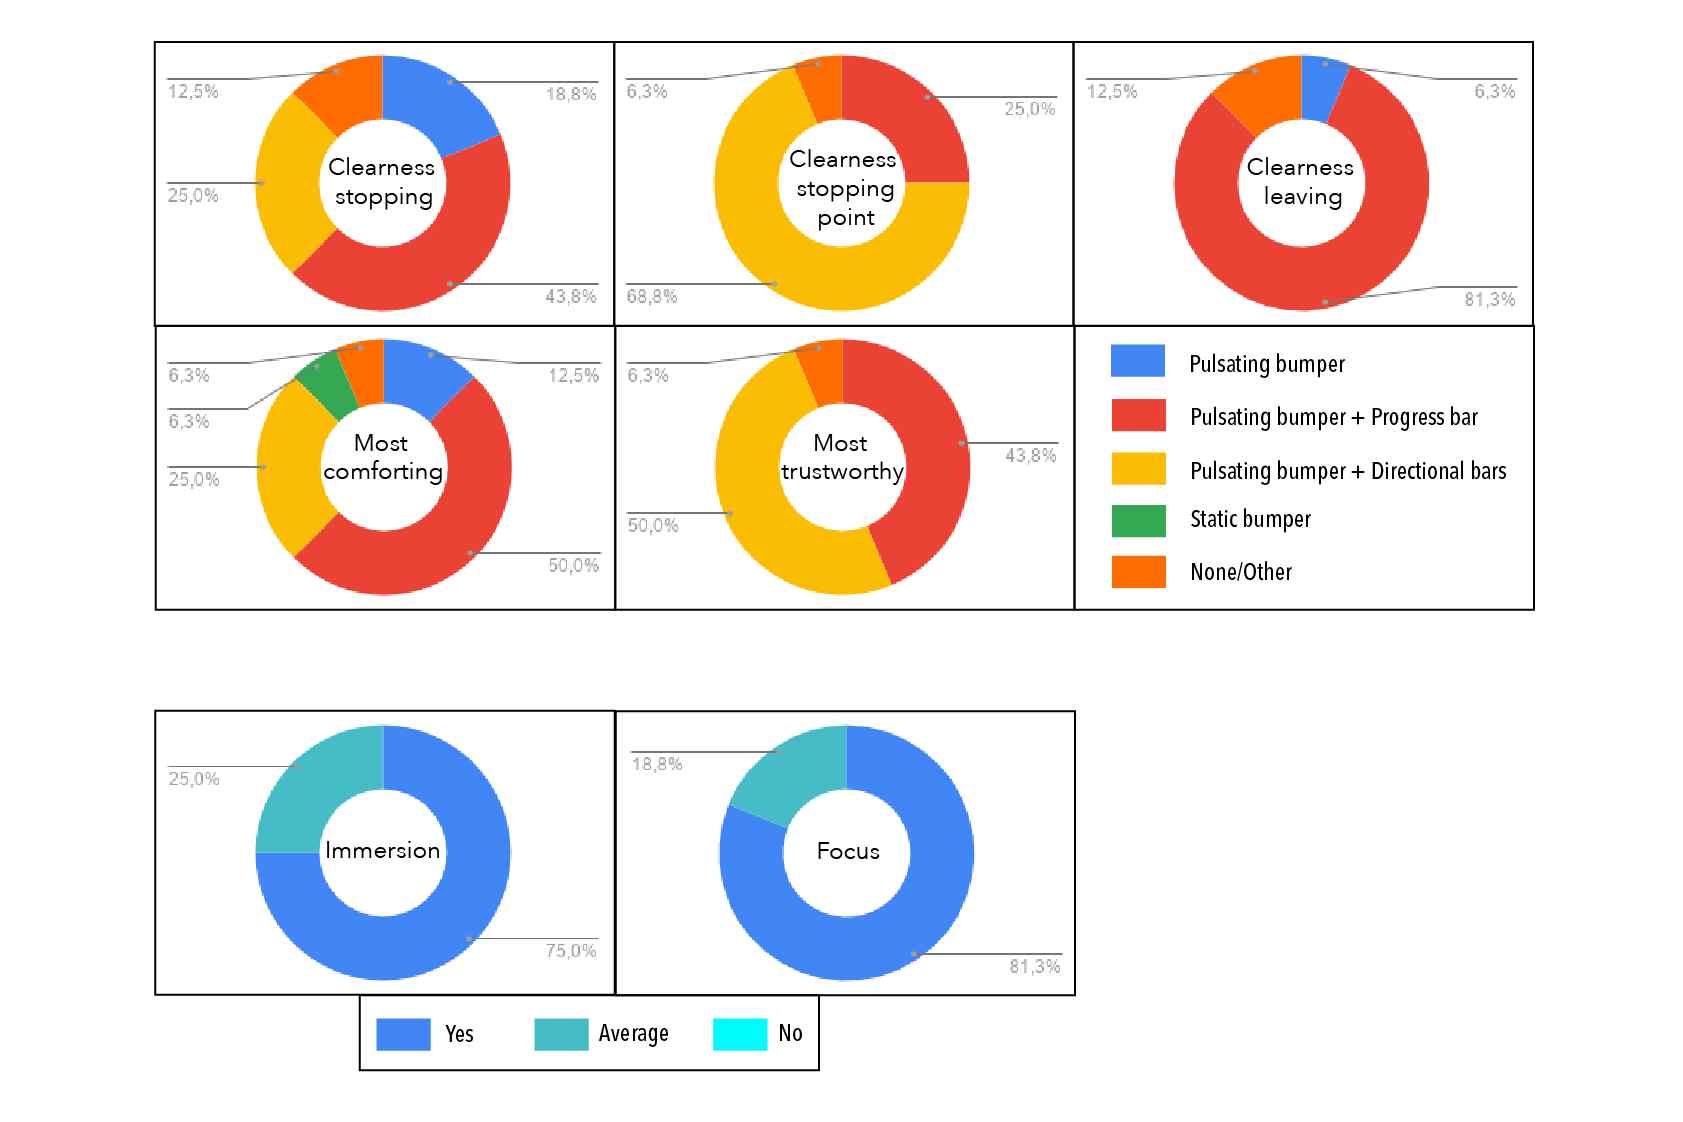 12,5%
18,8%
25,0%
43,8%
Clearness
stopping
6,3%
25,0%
68,8%
Clearness
stopping
point
12,5%
6,3%
81,3%
Clearness
leaving
6,3%
12,5%
6,3%
25,0%
50,0%
Most
comforting
6,3%
43,8%
50,0%
Most
trustworthy
Pulsating bumper
Pulsating bumper + Progress bar
Pulsating bumper + Directional bars
Static bumper
None/Other
25,0%
75,0%
Immersion
18,8%
81,3%
Focus
Yes
Average
No